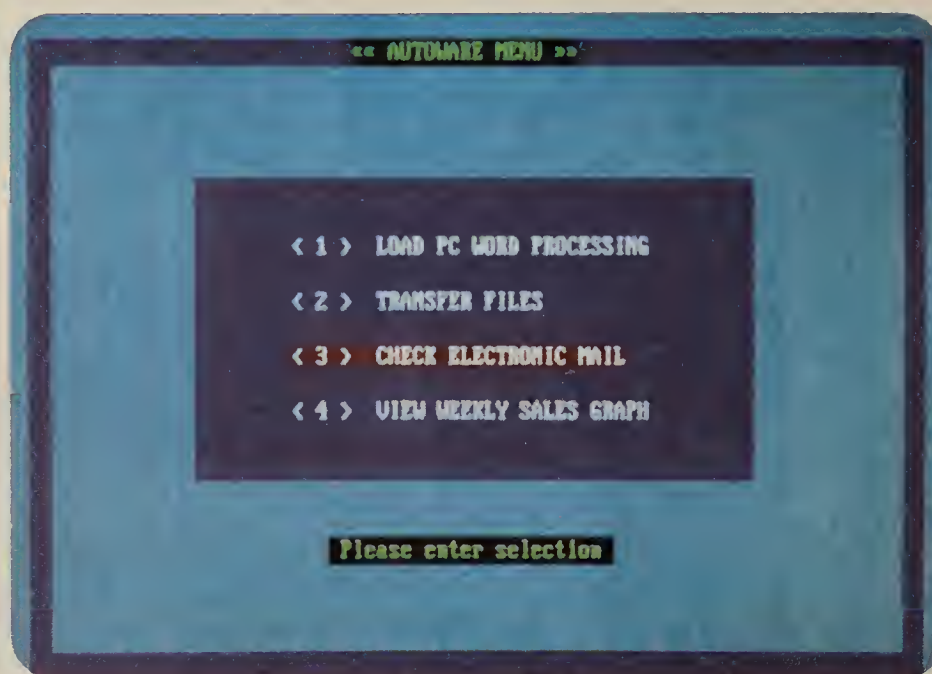 «« AUTOWARE MENU »»
< 1 > LOAD PC WORD PROCESSING
< 2 > TRANSFER FILES
< 3 > CHECK ELECTRONIC MAIL
< 4 > VIEW WEEKLY SALES GRAPH
Please enter selection